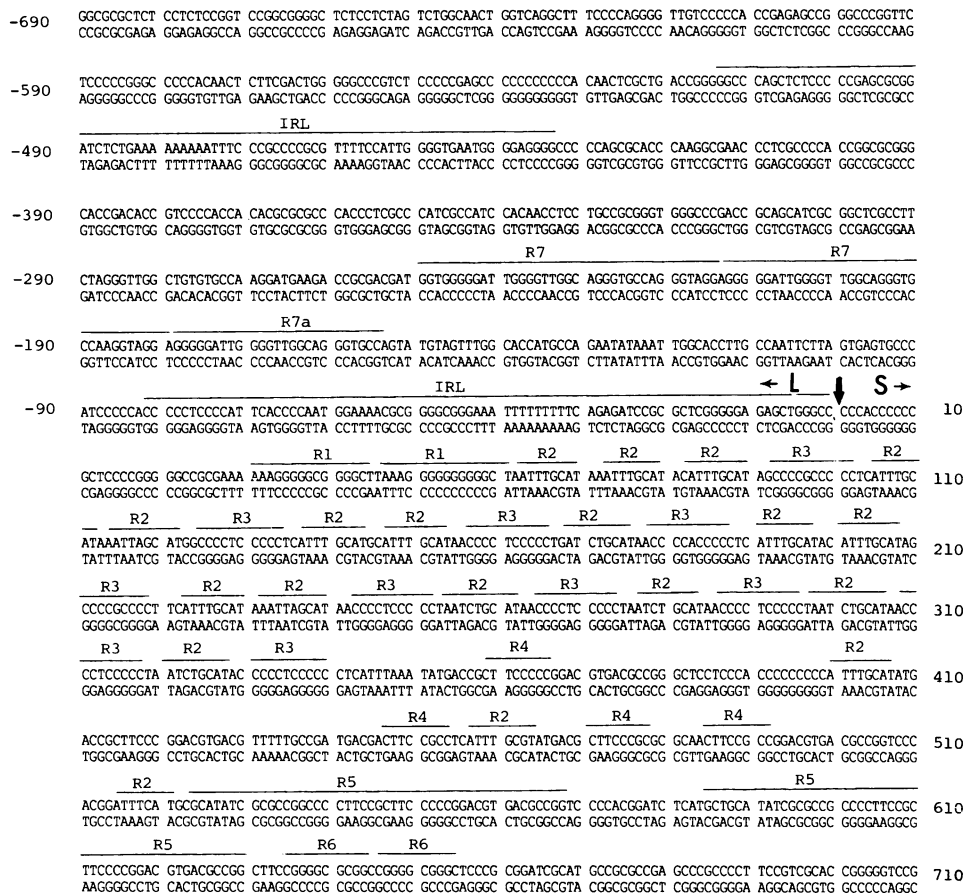 -690 GGCGCGCTCT CCTCTCCGGT CCGGCGGGGC TCTCCTCTAG TCTGGCAACT GGTCAGGCTT TCCCCAGGGG TTGTCCCCCA CCGAGAGCCG GGCCCGGTTC
CCGCGCGAGA GGAGAGGCCA GGCCGCCCCG AGAGGAGATC AGACCGTTGA CCAGTCCGAA AGGGGTCCCC AACAGGGGGT GGCTCTCGGC CCGGGCCAAG
-590 TCCCCCGGGC CCCCACAACT CTTCGACTGG GGGCCCGTCT CCCCCGAGCC CCCCCCCCCA CAACTCGCTG ACCGGGGGCC CAGCTCTCCC CCGAGCGCGG
AGGGGGCCCG GGGGTGTTGA GAAGCTGACC CCCGGGCAGA GGGGGCTCGG GGGGGGGGGT GTTGAGCGAC TGGCCCCCGG GTCGAGAGGG GGCTCGCGCC
IRL
-490 ATCTCTGAAA AAAAAATTTC CCGCCCCGCG TTTTCCATTG GGGTGAATGG GGAGGGGCCC CCAGCGCACC CAAGGCGAAC CCTCGCCCCA CCGGCGCGGG
TAGAGACTTT TTTTTTAAAG GGCGGGGCGC AAAAGGTAAC CCCACTTACC CCTCCCCGGG GGTCGCGTGG GTTCCGCTTG GGAGCGGGGT GGCCGCGCCC
-390 CACCGACACC GTCCCCACCA CACGCGCGCC CACCCTCGCC CATCGCCATC CACAACCTCC TGCCGCGGGT GGGCCCGACC GCAGCATCGC GGCTCGCCTT
GTGGCTGTGG CAGGGGTGGT GTGCGCGCGG GTGGGAGCGG GTAGCGGTAG GTGTTGGAGG ACGGCGCCCA CCCGGGCTGG CGTCGTAGCG CCGAGCGGAA
R7 R7
-290 CTAGGGTTGG CTGTGTGCCA AGGATGAAGA CCGCGACGAT GGTGGGGGAT TGGGGTTGGC AGGGTGCCAG GGTAGGAGGG GGATTGGGGT TGGCAGGGTG
GATCCCAACC GACACACGGT TCCTACTTCT GGCGCTGCTA CCACCCCCTA ACCCCAACCG TCCCACGGTC CCATCCTCCC CCTAACCCCA ACCGTCCCAC
R7a
-190 CCAAGGTAGG AGGGGGATTG GGGTTGGCAG GGTGCCAGTA TGTAGTTTGG CACCATGCCA GAATATAAAT TGGCACCTTG CCAATTCTTA GTGAGTGCCC
GGTTCCATCC TCCCCCTAAC CCCAACCGTC CCACGGTCAT ACATCAAACC GTGGTACGGT CTTATATTTA ACCGTGGAAC GGTTAAGAAT CACTCACGGG
IRL ← L S →
-90 ATCCCCCACC CCCTCCCCAT TCACCCCAAT GGAAAACGCG GGGCGGGAAA TTTTTTTTTC AGAGATCCGC GCTCGGGGGA GAGCTGGGCC CCCACCCCCC 10
TAGGGGGTGG GGGAGGGGTA AGTGGGGTTA CCTTTTGCGC CCCGCCCTTT AAAAAAAAAG TCTCTAGGCG CGAGCCCCCT CTCGACCCGG GGGTGGGGGG
R1 R1 R2 R2 R2 R3 R2
GCTCCCCGGG GGCCGCGAAA AAAGGGGGCG GGGCTTAAAG GGGGGGGGGC TAATTTGCAT AAATTTGCAT ACATTTGCAT AGCCCCGCCC CCTCATTTGC 110
CGAGGGGCCC CCGGCGCTTT TTTCCCCCGC CCCGAATTTC CCCCCCCCCG ATTAAACGTA TTTAAACGTA TGTAAACGTA TCGGGGCGGG GGAGTAAACG
R2 R3 R2 R2 R3 R2 R3 R2 R2
ATAAATTAGC ATGGCCCCTC CCCCTCATTT GCATGCATTT GCATAACCCC TCCCCCTGAT CTGCATAACC CCACCCCCTC ATTTGCATAC ATTTGCATAG 210
TATTTAATCG TACCGGGGAG GGGGAGTAAA CGTACGTAAA CGTATTGGGG AGGGGGACTA GACGTATTGG GGTGGGGGAG TAAACGTATG TAAACGTATC
R3 R2 R2 R3 R2 R3 R2 R3 R2
CCCCGCCCCT TCATTTGCAT AAATTAGCAT AACCCCTCCC CCTAATCTGC ATAACCCCTC CCCCTAATCT GCATAACCCC TCCCCCTAAT CTGCATAACC 310
GGGGCGGGGA AGTAAACGTA TTTAATCGTA TTGGGGAGGG GGATTAGACG TATTGGGGAG GGGGATTAGA CGTATTGGGG AGGGGGATTA GACGTATTGG
R3 R2 R3 R4 R2
CCTCCCCCTA ATCTGCATAC CCCCTCCCCC CTCATTTAAA TATGACCGCT TCCCCCGGAC GTGACGCCGG GCTCCTCCCA CCCCCCCCCA TTTGCATATG 410
GGAGGGGGAT TAGACGTATG GGGGAGGGGG GAGTAAATTT ATACTGGCGA AGGGGGCCTG CACTGCGGCC CGAGGAGGGT GGGGGGGGGT AAACGTATAC
R4 R2 R4 R4
ACCGCTTCCC GGACGTGACG TTTTTGCCGA TGACGACTTC CGCCTCATTT GCGTATGACG CTTCCCGCGC GCAACTTCCG CCGGACGTGA CGCCGGTCCC 510
TGGCGAAGGG CCTGCACTGC AAAAACGGCT ACTGCTGAAG GCGGAGTAAA CGCATACTGC GAAGGGCGCG CGTTGAAGGC GGCCTGCACT GCGGCCAGGG
R2 R5 R5
ACGGATTTCA TGCGCATATC GCGCCGGCCC CTTCCGCTTC CCCCGGACGT GACGCCGGTC CCCACGGATC TCATGCTGCA TATCGCGCCG GCCCCTTCCGC 610
TGCCTAAAGT ACGCGTATAG CGCGGCCGGG GAAGGCGAAG GGGGCCTGCA CTGCGGCCAG GGGTGCCTAG AGTACGACGT ATAGCGCGGC CGGGGAAGGCG
R5 R6 R6
TTCCCCGGAC GTGACGCCGG GCTTCCGGGGC GCGGGCCGGGG CGGGGCTCCCG CGGATCGCAT GCGCGCCGA GCCCGCCCCC TTCCGTCGCAC CGGGGGTCCG 710
AAGGGGCCTG CACTGCGGCC GAAGGCCCCG CGCCGGCCCC GCCCGAGGGC GCCTAGCGTA CGGCGCGGCT CGGGCGGGGG AGGCAGCGTG GCCCCCAGGA